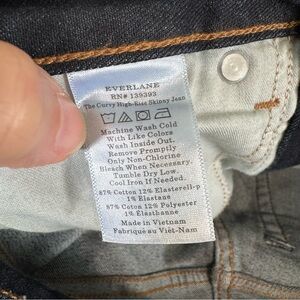 EVERLANE
RN# 139393
The Curvy High-Rise Skinny Jean
Machine Wash Cold
With Like Colors
Wash Inside Out.
Remove Promptly
Only Non-Chlorine
Bleach When Necessary.
Tumble Dry Low.
Cool Iron If Needed.
87% Cotton 12% Elasterell-p
1% Elastane
87% Coton 12% Polyester
1% Élasthanne
Made in Vietnam
Fabriqué au Viêt-Nam